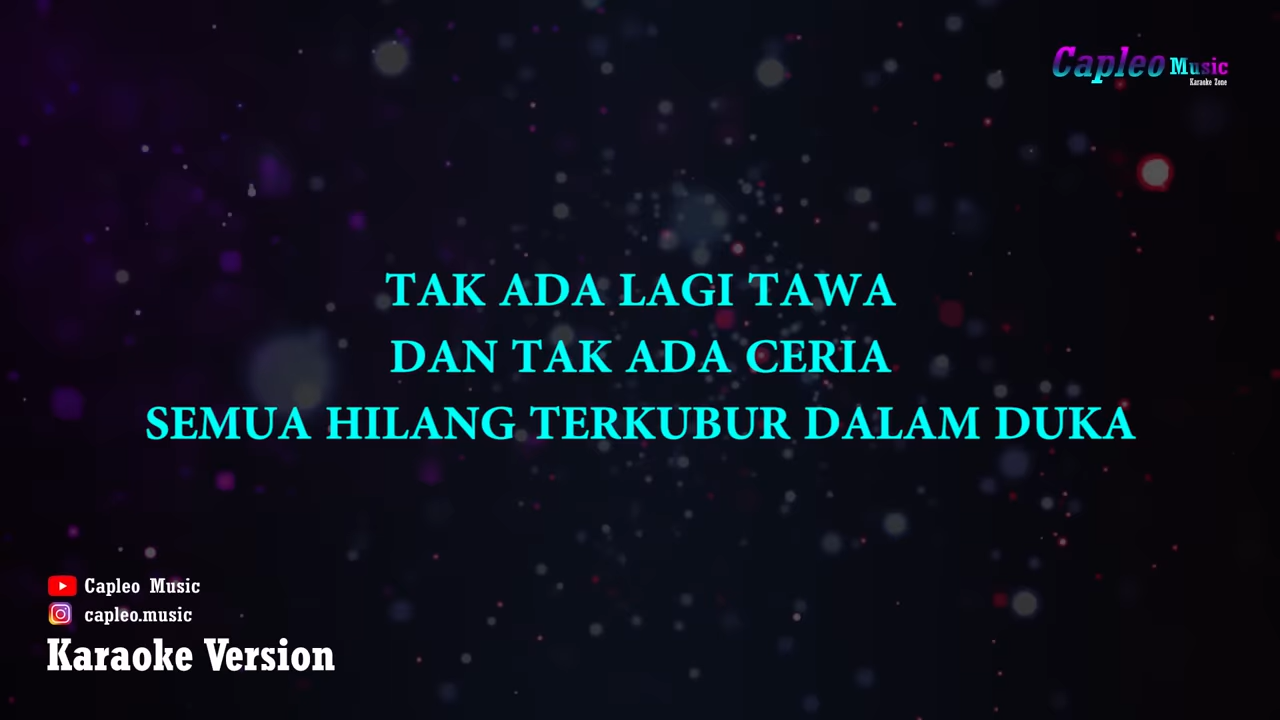 Capleo Music
Karaoke Zone
TAK ADA LAGI TAWA
DAN TAK ADA CERIA
SEMUA HILANG TERKUBUR DALAM DUKA
Capleo Music
capleo.music
Karaoke Version